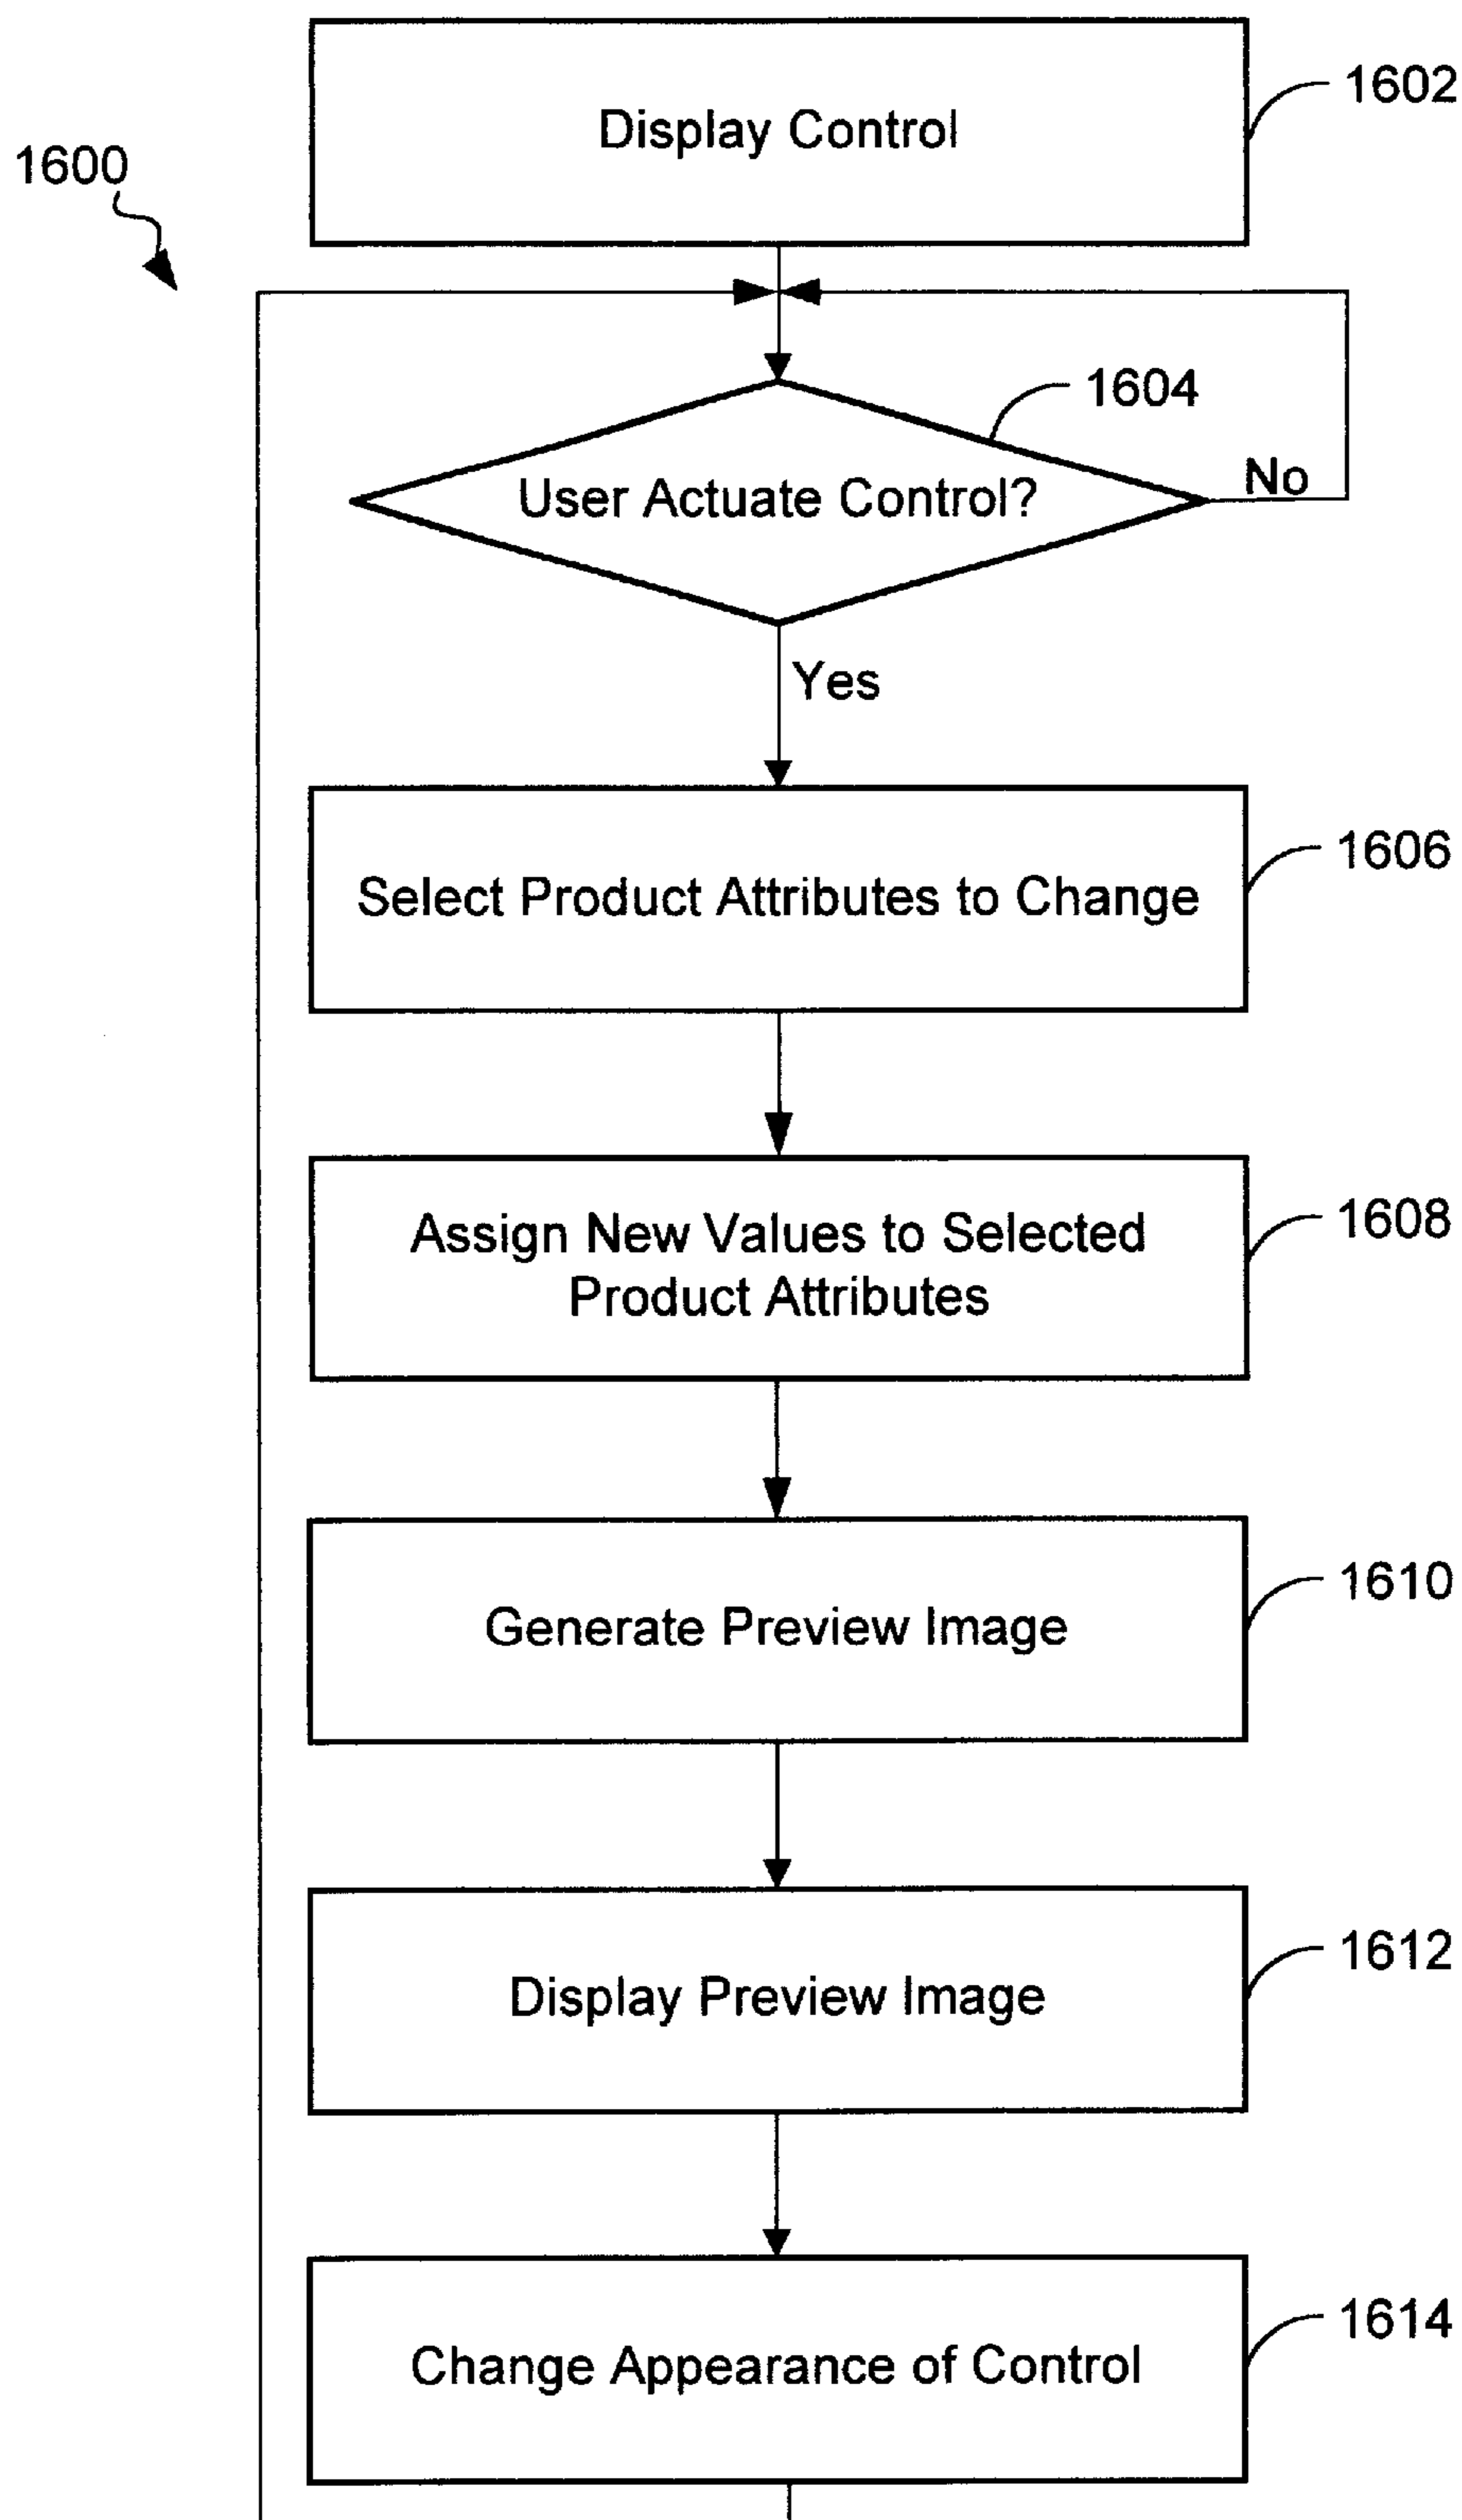 Display Control
1602
1600
1604
User Actuate Control?
No
Yes
Select Product Attributes to Change
1606
Assign New Values to Selected
Product Attributes
1608
Generate Preview Image
1610
Display Preview Image
1612
Change Appearance of Control
1614